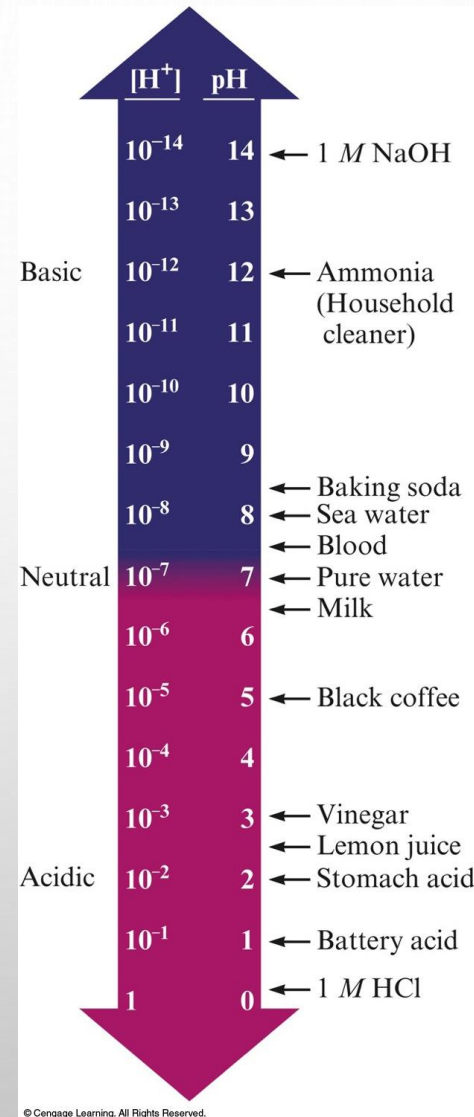 [H⁺] pH
10⁻¹⁴ 14 1 M NaOH
10⁻¹³ 13
Basic 10⁻¹² 12 Ammonia
(Household
cleaner)
10⁻¹¹ 11
10⁻¹⁰ 10
10⁻⁹ 9
Baking soda
10⁻⁸ 8 Sea water
Blood
Neutral 10⁻⁷ 7 Pure water
Milk
10⁻⁶ 6
10⁻⁵ 5 Black coffee
10⁻⁴ 4
10⁻³ 3 Vinegar
Lemon juice
Acidic 10⁻² 2 Stomach acid
10⁻¹ 1 Battery acid
1 0 1 M HCl
© Cengage Learning. All Rights Reserved.